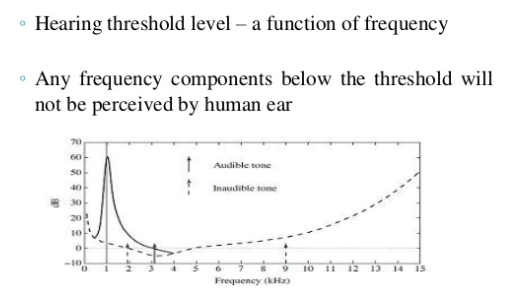 Hearing threshold level – a function of frequency
Any frequency components below the threshold will
not be perceived by human ear
70
60
50
40
30
20
10
0
−10
dB
Audible tone
Inaudible tone
0 1 2 3 4 5 6 7 8 9 10 11 12 13 14 15
Frequency (kHz)